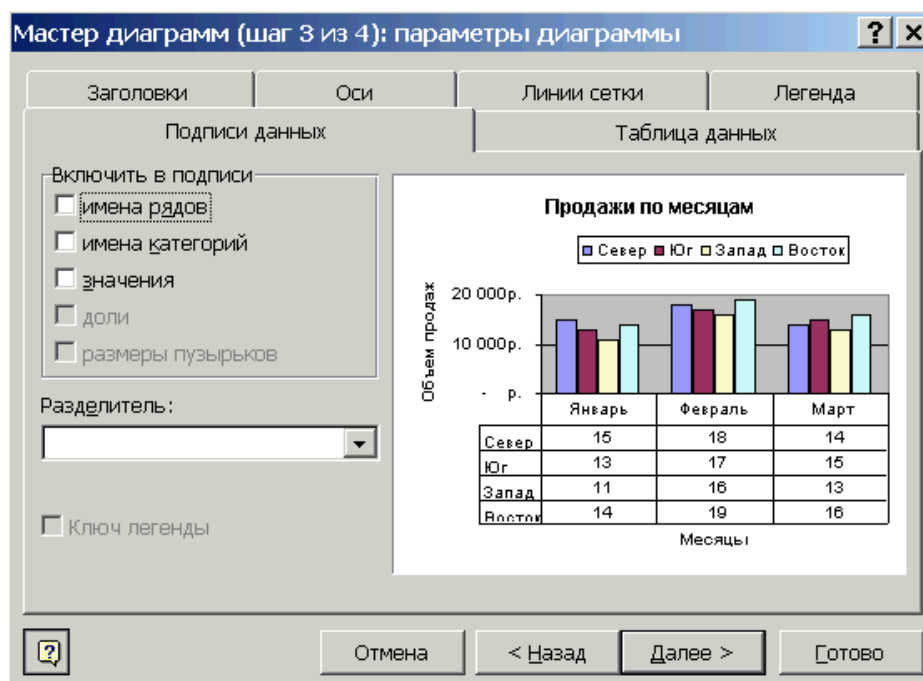 Мастер диаграмм (шаг 3 из 4): параметры диаграммы
Заголовки Оси Линии сетки Легенда
Подписи данных Таблица данных
Включить в подписи
имена рядов
имена категорий
значения
доли
размеры пузырьков
Разделитель:
Ключ легенды
Продажи по месяцам
Север Юг Запад Восток
Объем продаж
20 000р.
10 000р.
- р.
Январь Февраль Март
Север 15 18 14
Юг 13 17 15
Запад 11 16 13
Восток 14 19 16
Месяцы
Отмена < Назад Далее > Готово